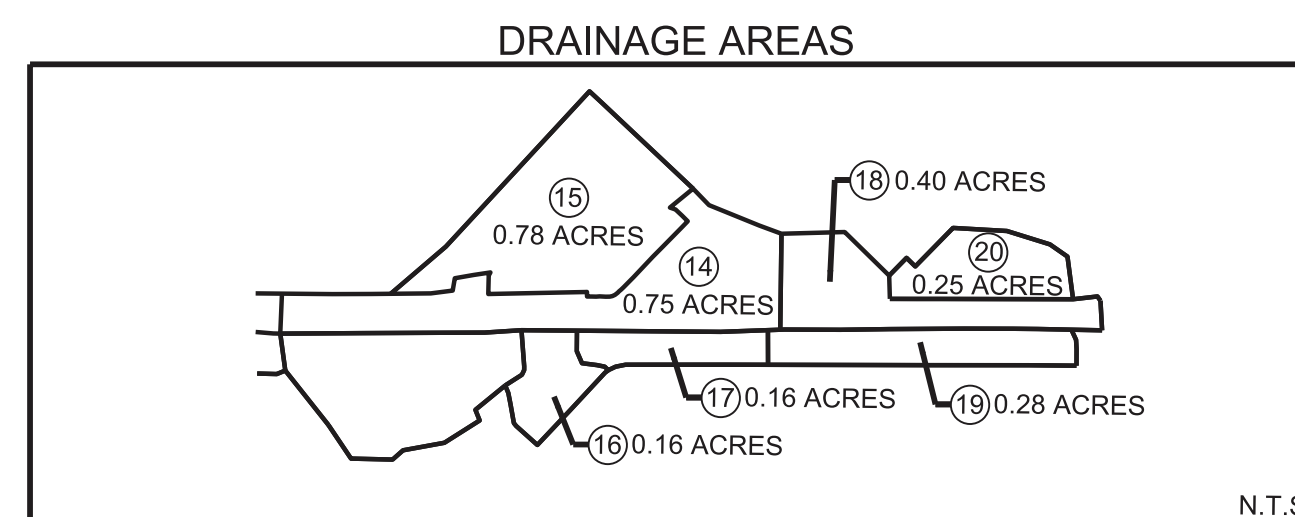 DRAINAGE AREAS
18 0.40 ACRES
15
0.78 ACRES
20
0.25 ACRES
14
0.75 ACRES
17 0.16 ACRES
19 0.28 ACRES
16 0.16 ACRES
N.T.S